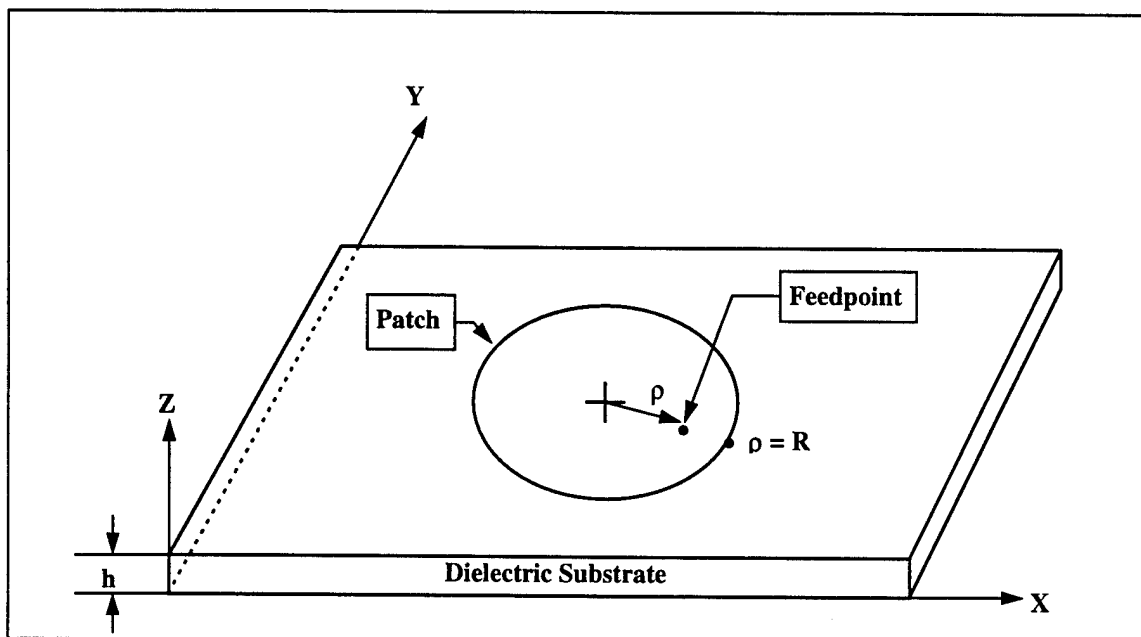 Y
Feedpoint
Patch
ρ
Z
ρ = R
h
Dielectric Substrate
X